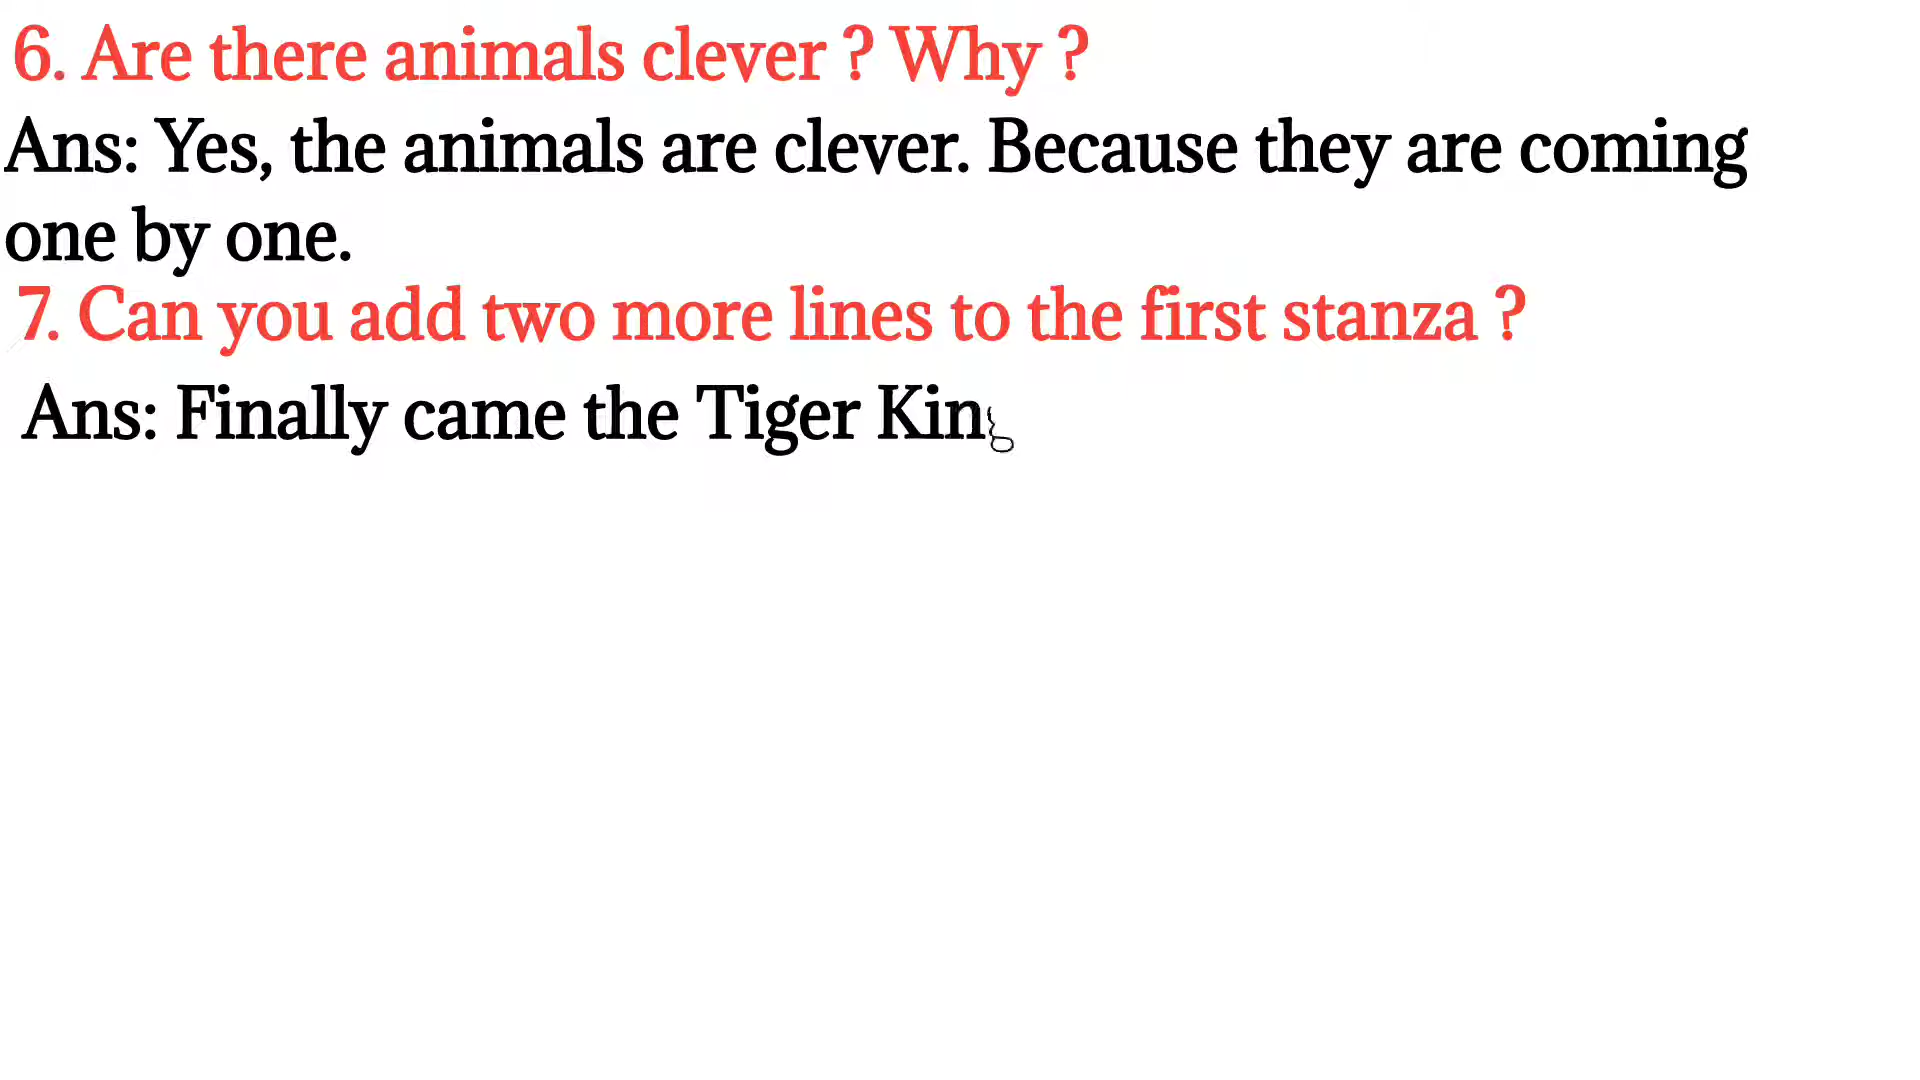 6. Are there animals clever ? Why ?
Ans: Yes, the animals are clever. Because they are coming
one by one.
7. Can you add two more lines to the first stanza ?
Ans: Finally came the Tiger Kin